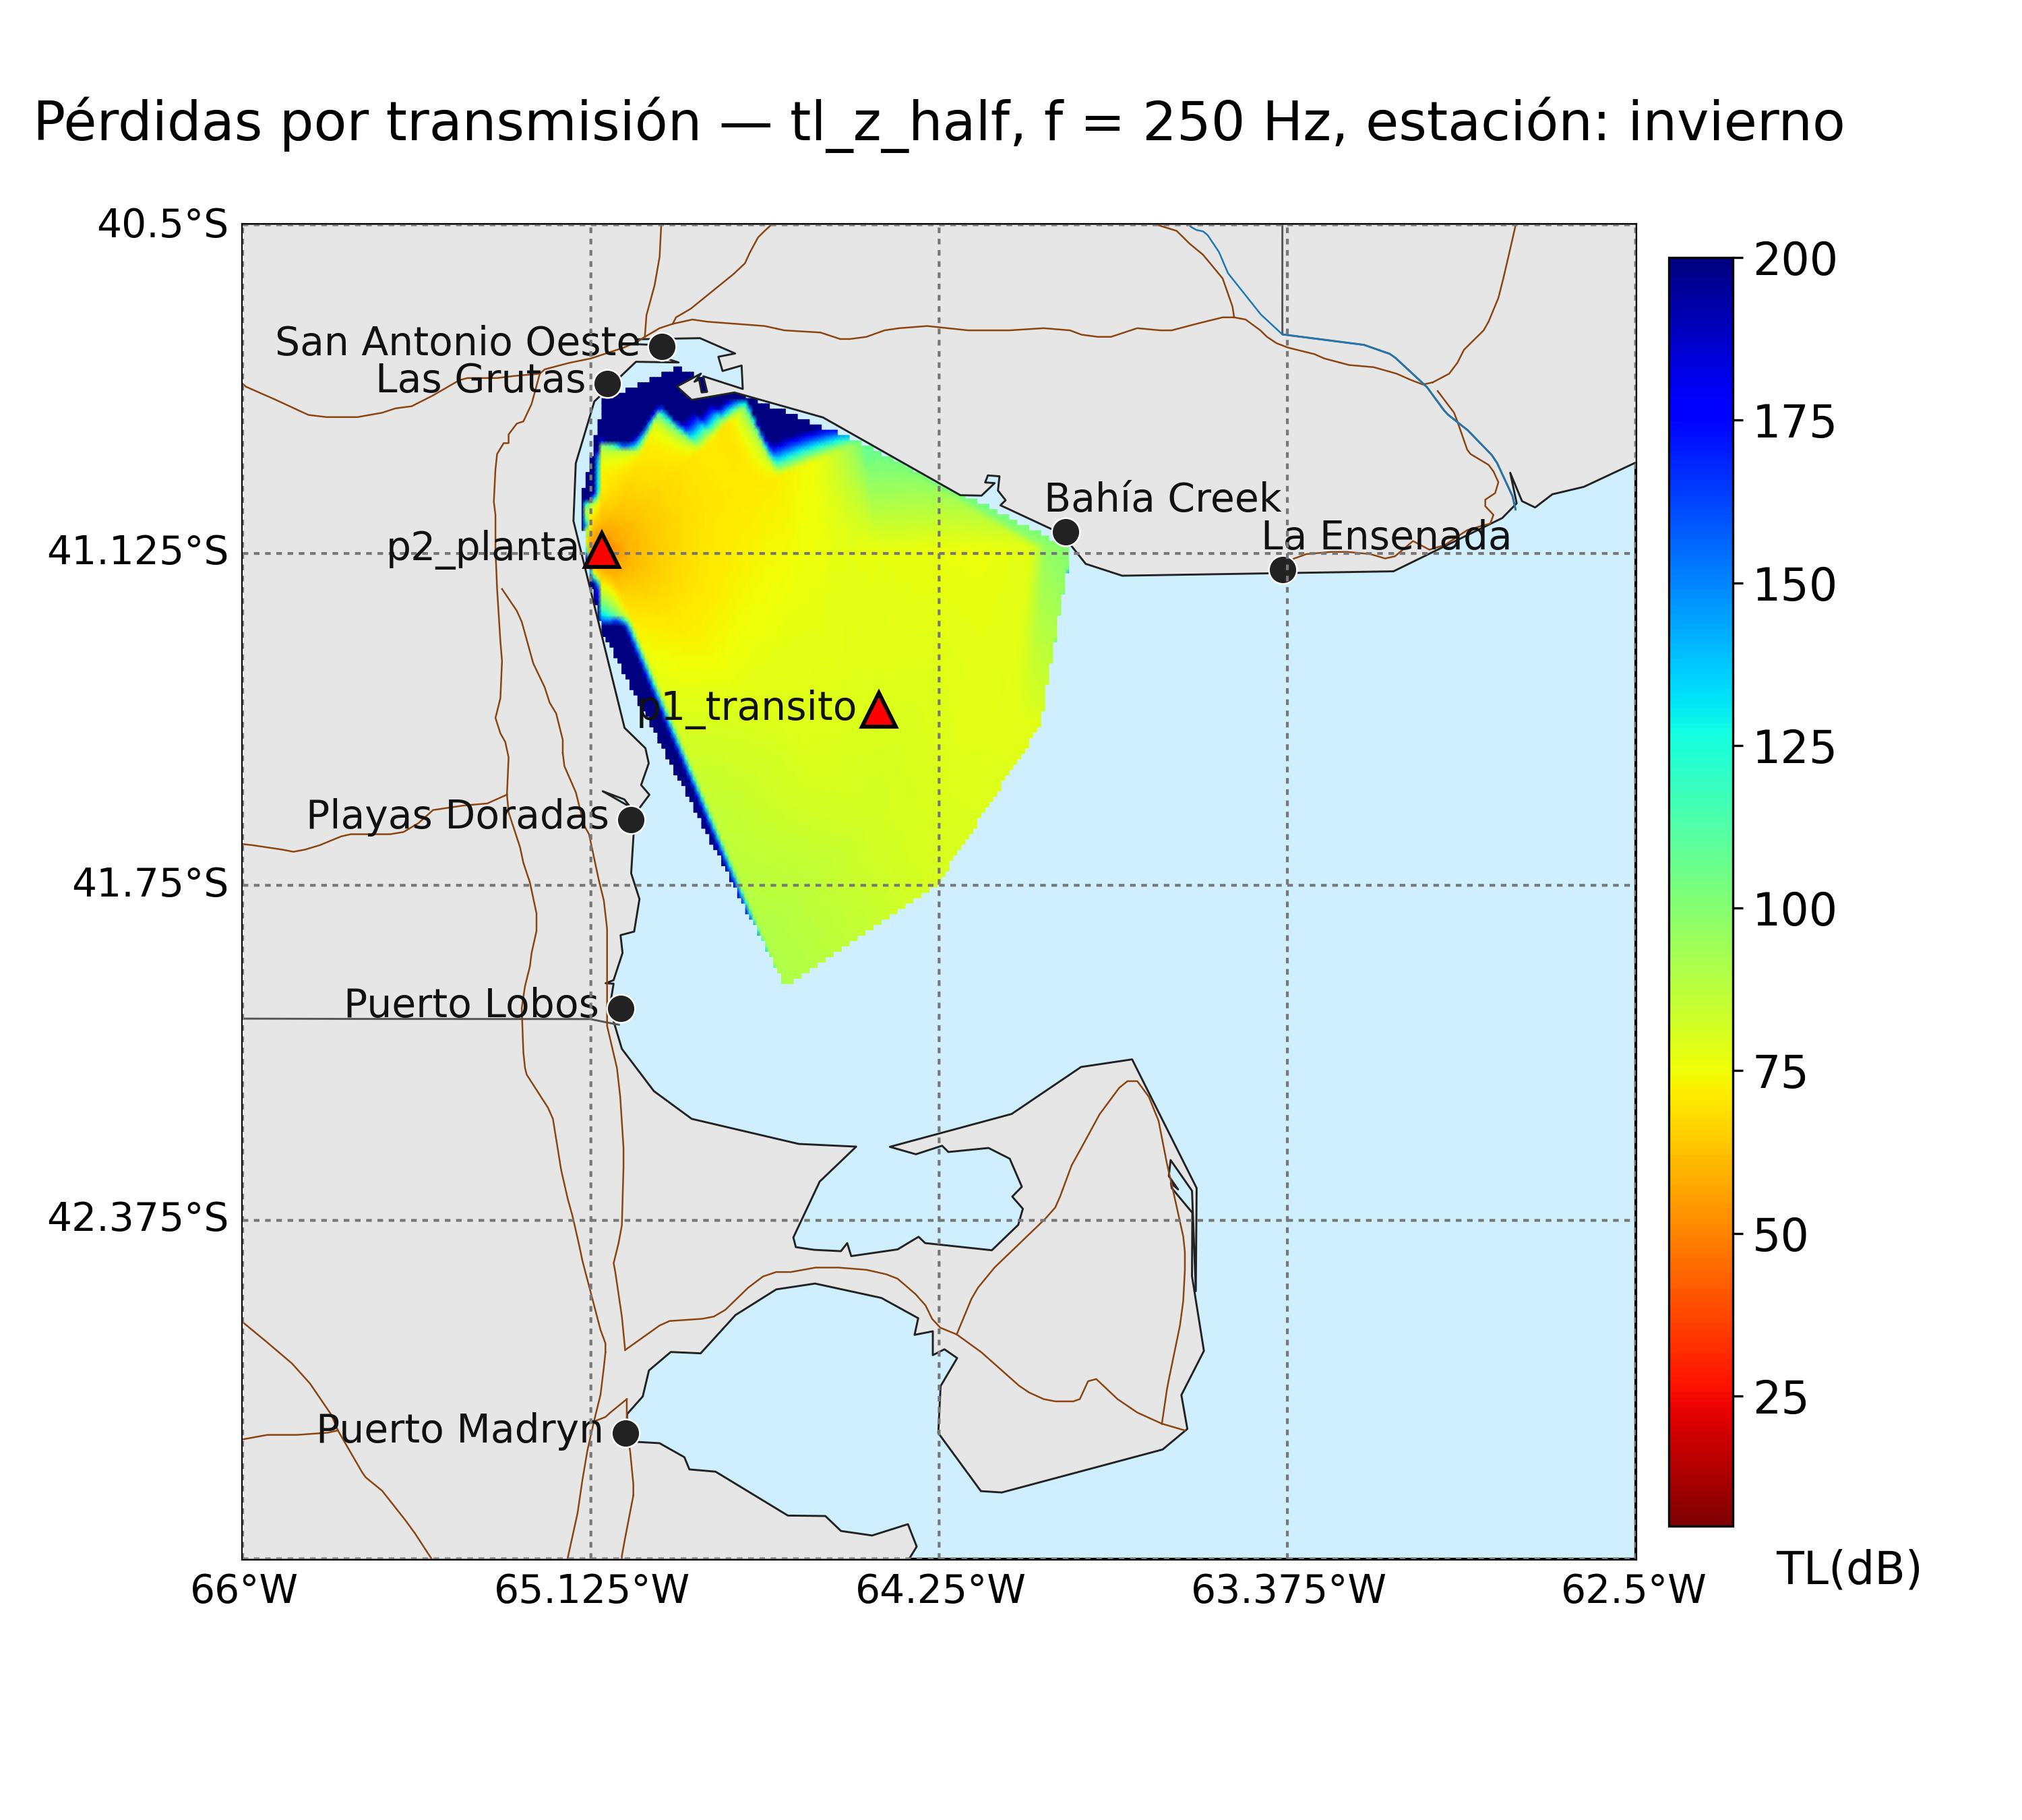 Pérdidas por transmisión — tl_z_half, f = 250 Hz, estación: invierno
40.5°S
200
San Antonio Oeste
Las Grutas
175
Bahía Creek
La Ensenada
p2_planta
41.125°S
150
p1_transito
125
Playas Doradas
41.75°S
100
Puerto Lobos
75
42.375°S
50
25
Puerto Madryn
TL(dB)
66°W
65.125°W
64.25°W
63.375°W
62.5°W